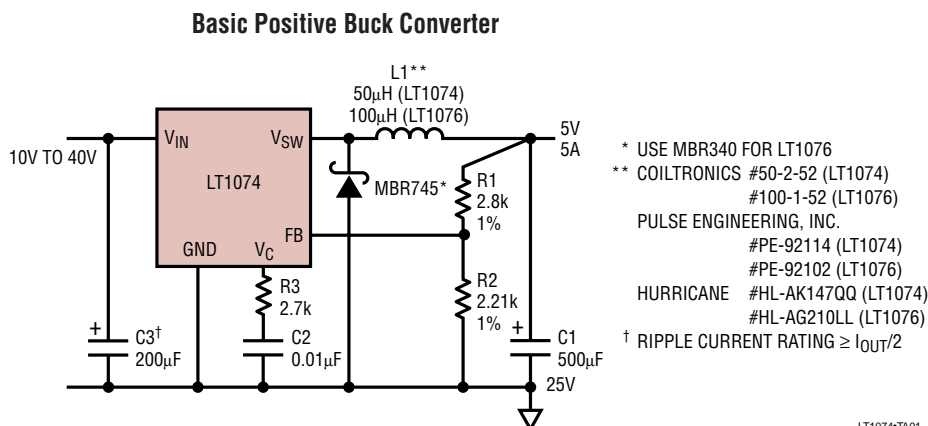 Basic Positive Buck Converter
L1**
50µH (LT1074)
100µH (LT1076)
10V TO 40V
VIN
VSW
5V
5A
LT1074
MBR745*
R1
2.8k
1%
GND
VC
FB
R3
2.7k
R2
2.21k
1%
+
C3†
200µF
C2
0.01µF
+
C1
500µF
25V
* USE MBR340 FOR LT1076
** COILTRONICS #50-2-52 (LT1074)
#100-1-52 (LT1076)
PULSE ENGINEERING, INC.
#PE-92114 (LT1074)
#PE-92102 (LT1076)
HURRICANE #HL-AK147QQ (LT1074)
#HL-AG210LL (LT1076)
† RIPPLE CURRENT RATING ≥ IOUT/2
LT1074•TA01